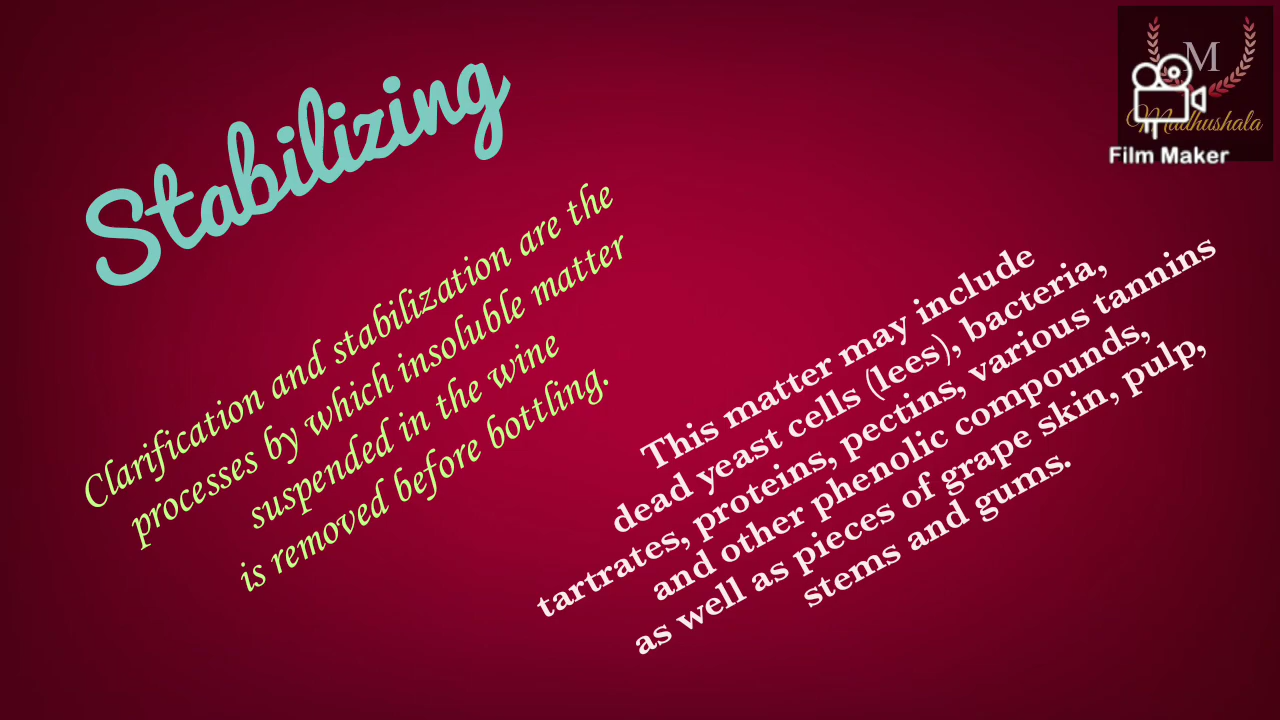 Stabilizing
Clarification and stabilization are the
processes by which insoluble matter
suspended in the wine
is removed before bottling.
This matter may include
dead yeast cells (lees), bacteria,
tartrates, proteins, pectins, various tannins
and other phenolic compounds,
as well as pieces of grape skin, pulp,
stems and gums.
M
Madhushala
Film Maker